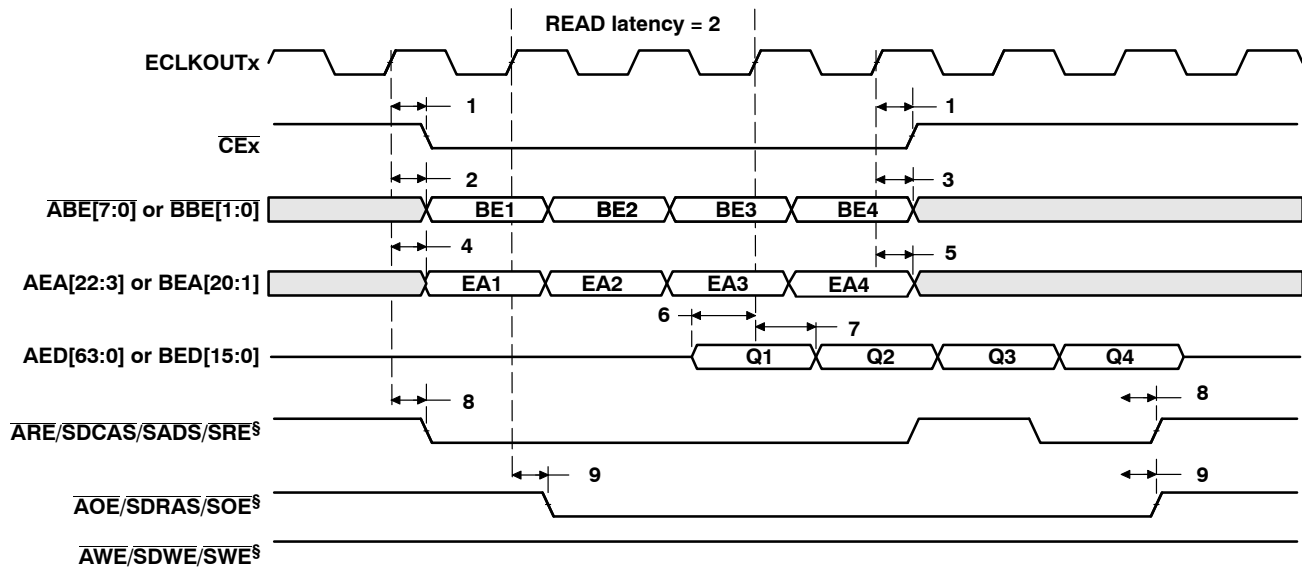 READ latency = 2
ECLKOUTx
1 1
CEx
2 3
ABE[7:0] or BBE[1:0] BE1 BE2 BE3 BE4
4 5
AEA[22:3] or BEA[20:1] EA1 EA2 EA3 EA4
6 7
AED[63:0] or BED[15:0] Q1 Q2 Q3 Q4
8 8
ARE/SDCAS/SADS/SRE§
9 9
AOE/SDRAS/SOE§
AWE/SDWE/SWE§